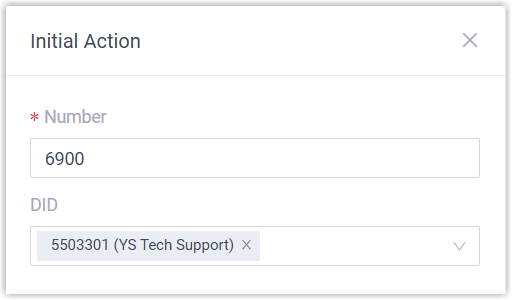 Initial Action
* Number
6900
DID
5503301 (YS Tech Support)